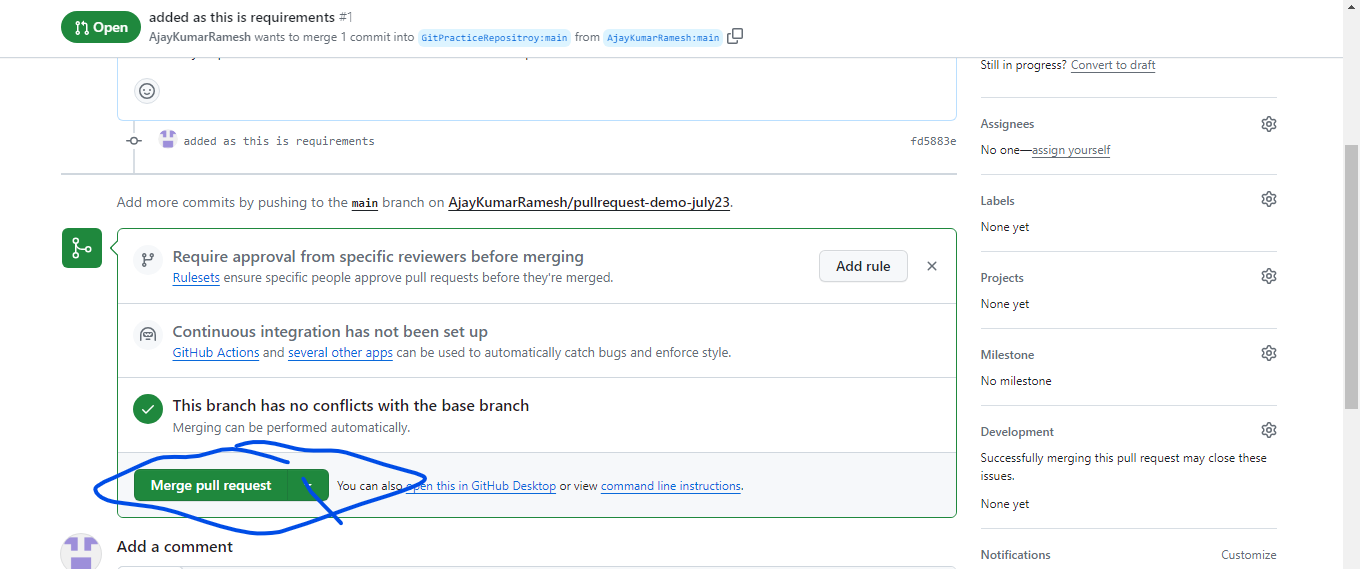 Open
added as this is requirements #1
AjayKumarRamesh wants to merge 1 commit into GitPracticeRepositroy:main from AjayKumarRamesh:main
Still in progress? Convert to draft
added as this is requirements fd5883e
Add more commits by pushing to the main branch on AjayKumarRamesh/pullrequest-demo-july23.
Require approval from specific reviewers before merging
Rulesets ensure specific people approve pull requests before they're merged.
Add rule
Continuous integration has not been set up
GitHub Actions and several other apps can be used to automatically catch bugs and enforce style.
This branch has no conflicts with the base branch
Merging can be performed automatically.
Merge pull request
You can also open this in GitHub Desktop or view command line instructions.
Add a comment
Assignees
No one—assign yourself
Labels
None yet
Projects
None yet
Milestone
No milestone
Development
Successfully merging this pull request may close these
issues.
None yet
Notifications
Customize